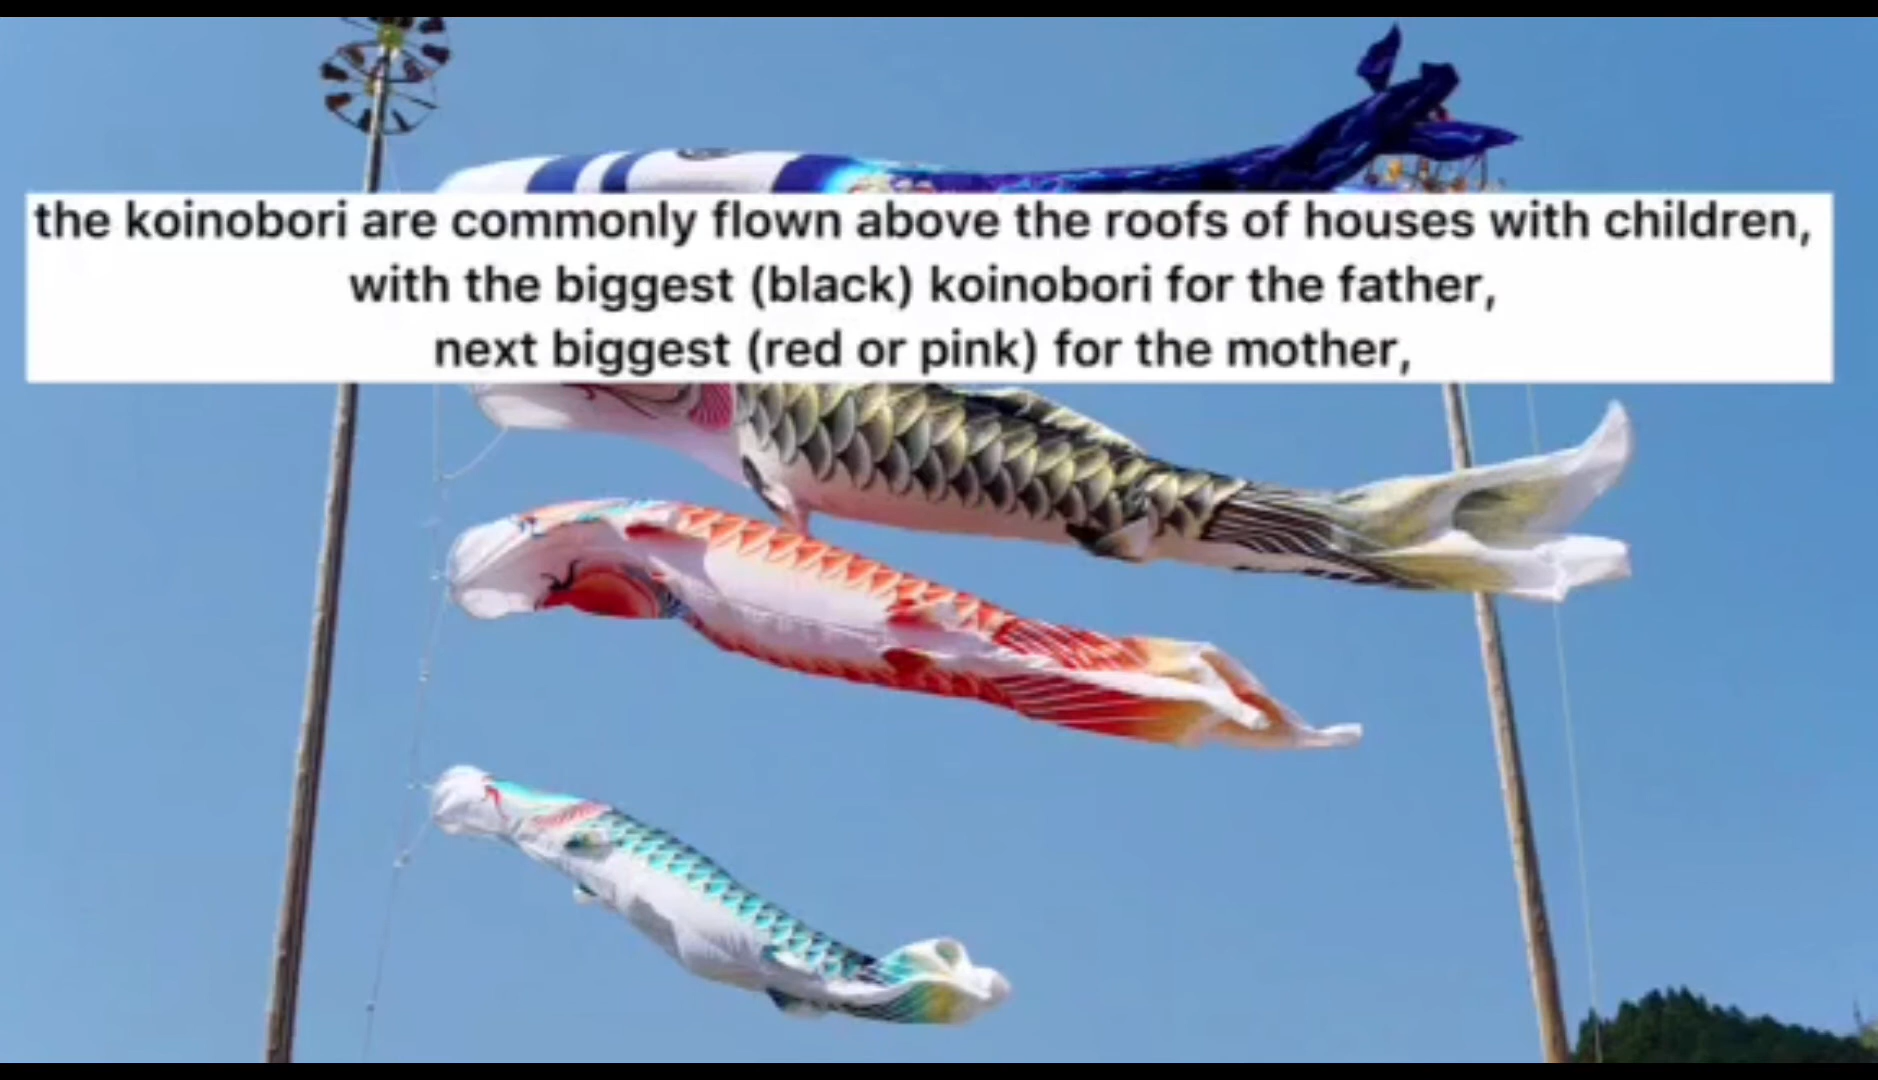 the koinobori are commonly flown above the roofs of houses with children,
with the biggest (black) koinobori for the father,
next biggest (red or pink) for the mother,